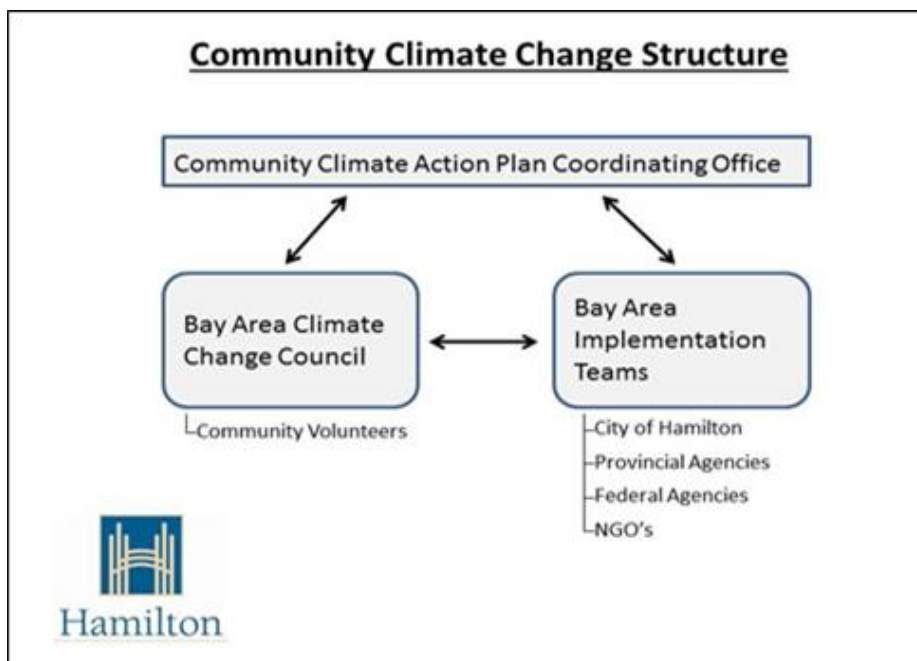 Community Climate Change Structure
Community Climate Action Plan Coordinating Office
Bay Area Climate
Change Council
Community Volunteers
Bay Area
Implementation
Teams
City of Hamilton
Provincial Agencies
Federal Agencies
NGO's
Hamilton